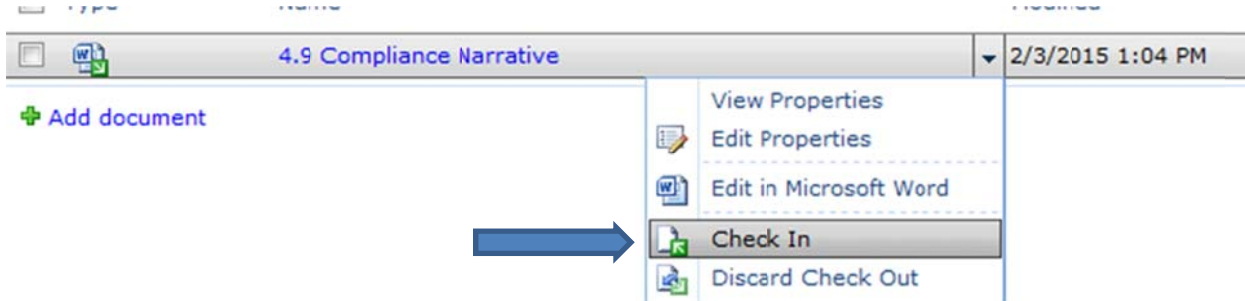 4.9 Compliance Narrative 2/3/2015 1:04 PM
Add document
View Properties
Edit Properties
Edit in Microsoft Word
Check In
Discard Check Out